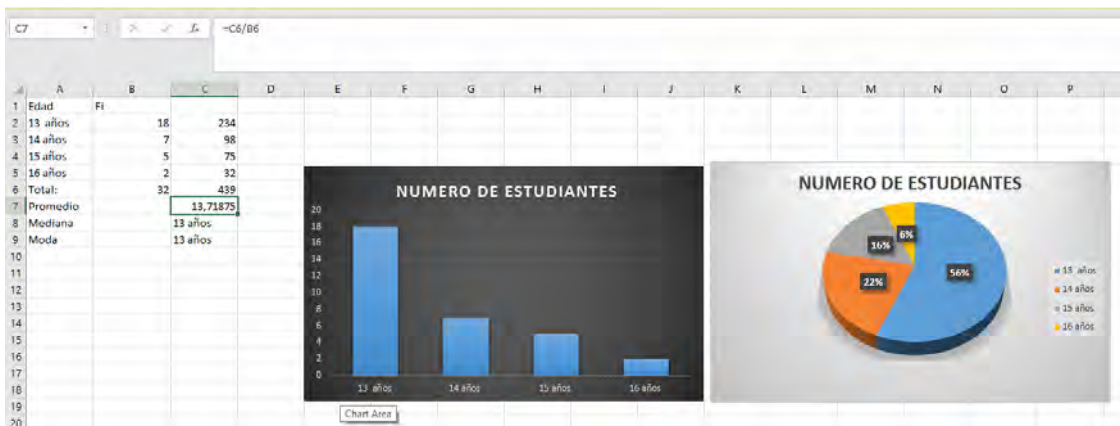 C7 fx =C6/B6
A B C D E F G H I J K L M N O P
1 Edad Fi
2 13 años 18 234
3 14 años 7 98
4 15 años 5 75
5 16 años 2 32
6 Total: 32 439
7 Promedio 13,71875
8 Mediana 13 años
9 Moda 13 años
10
11
12
13
14
15
16
17
18
19
20
NUMERO DE ESTUDIANTES
20
18
16
14
12
10
8
6
4
2
0
13 años 14 años 15 años 16 años
Chart Area
NUMERO DE ESTUDIANTES
6%
16%
56%
22%
13 años
14 años
15 años
16 años